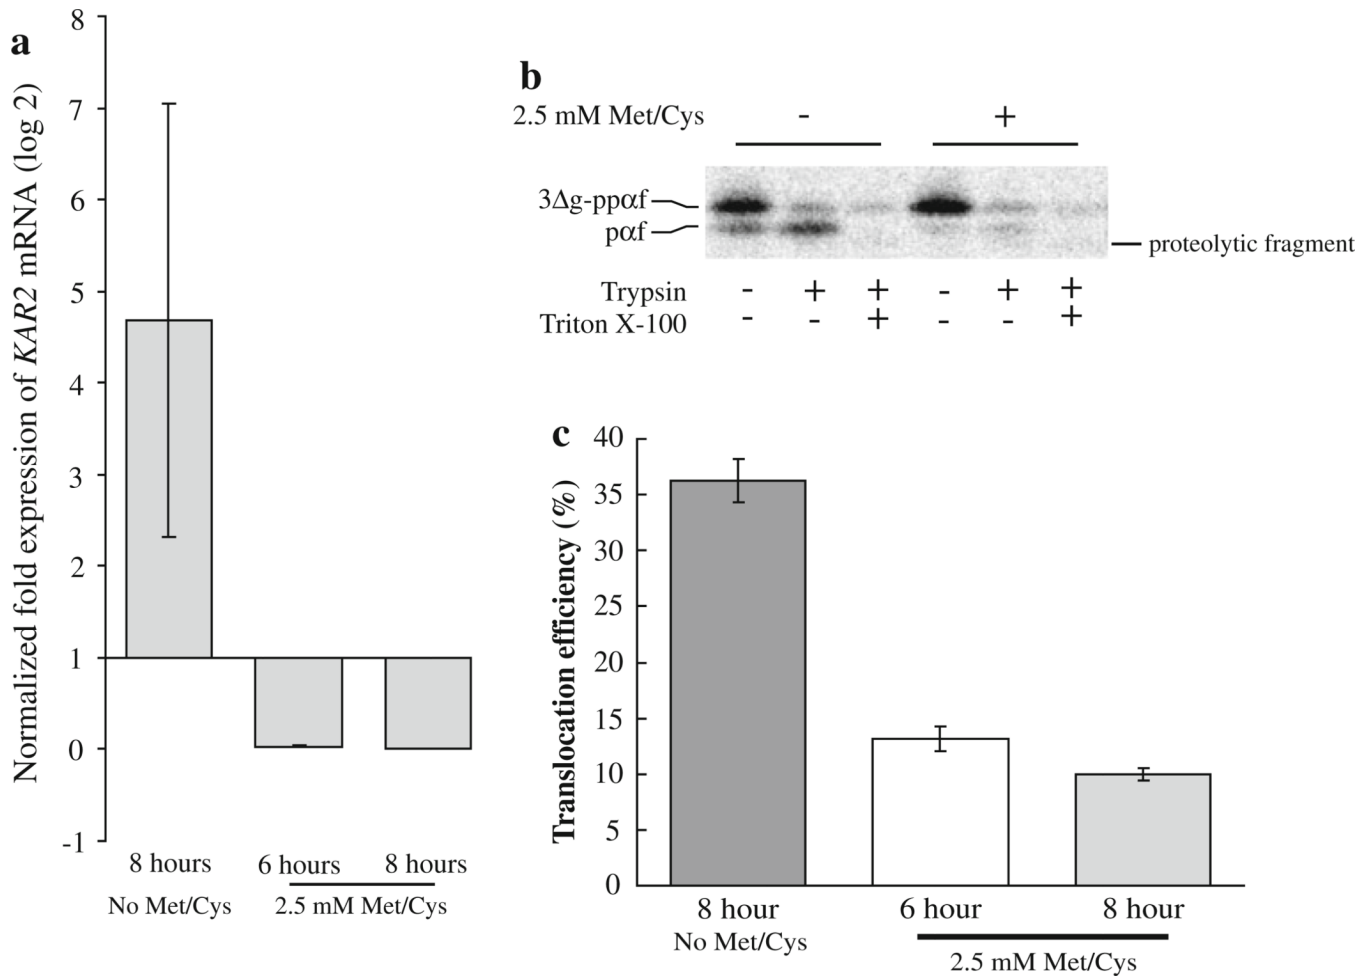 a
Normalized fold expression of KAR2 mRNA (log 2)
8
7
6
5
4
3
2
1
0
-1
8 hours
6 hours
8 hours
No Met/Cys
2.5 mM Met/Cys
b
2.5 mM Met/Cys
-
+
3Δg-ppαf
pαf
proteolytic fragment
Trypsin - + + - + +
Triton X-100 - - + - - +
c
Translocation efficiency (%)
40
35
30
25
20
15
10
5
0
8 hour
6 hour
8 hour
No Met/Cys
2.5 mM Met/Cys